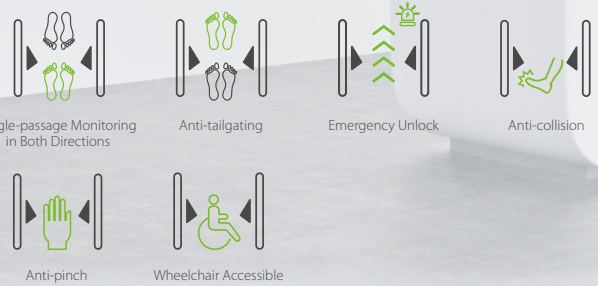 gle-passage Monitoring
in Both Directions
Anti-tailgating
Emergency Unlock
Anti-collision
Anti-pinch
Wheelchair Accessible